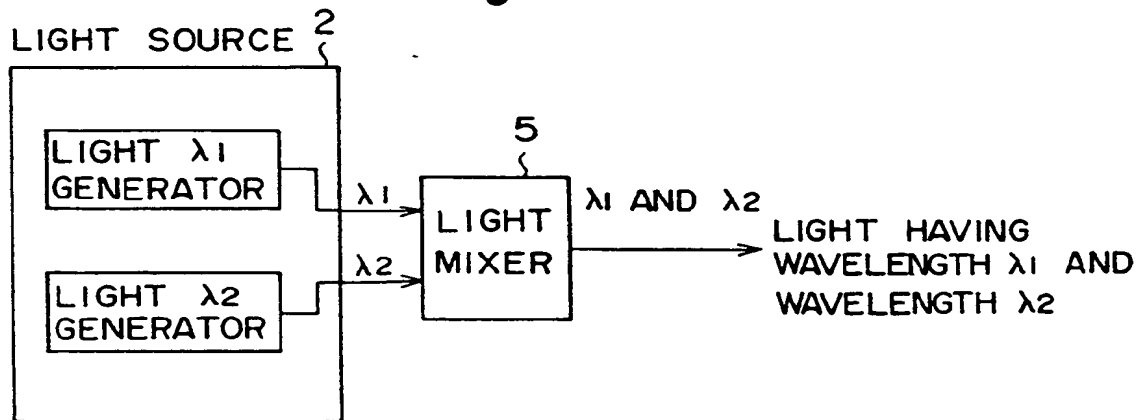 LIGHT SOURCE 2
LIGHT λ1
GENERATOR
λ1
LIGHT λ2
GENERATOR
λ2
5
LIGHT
MIXER
λ1 AND λ2
LIGHT HAVING
WAVELENGTH λ1 AND
WAVELENGTH λ2